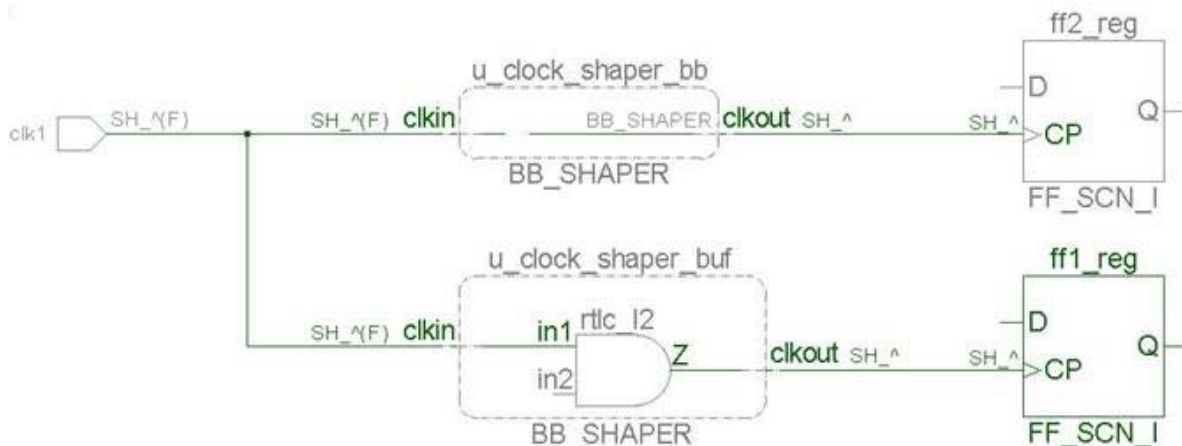 ff2_reg
u_clock_shaper_bb
D
Q
clk1 SH_^(F) SH_^(F) clkin BB_SHAPER clkout SH_^ SH_^ CP
BB_SHAPER
FF_SCN_I
u_clock_shaper_buf
ff1_reg
rtlc_I2
D
SH_^(F) clkin in1 Z clkout SH_^ SH_^ CP Q
in2
BB_SHAPER
FF_SCN_I